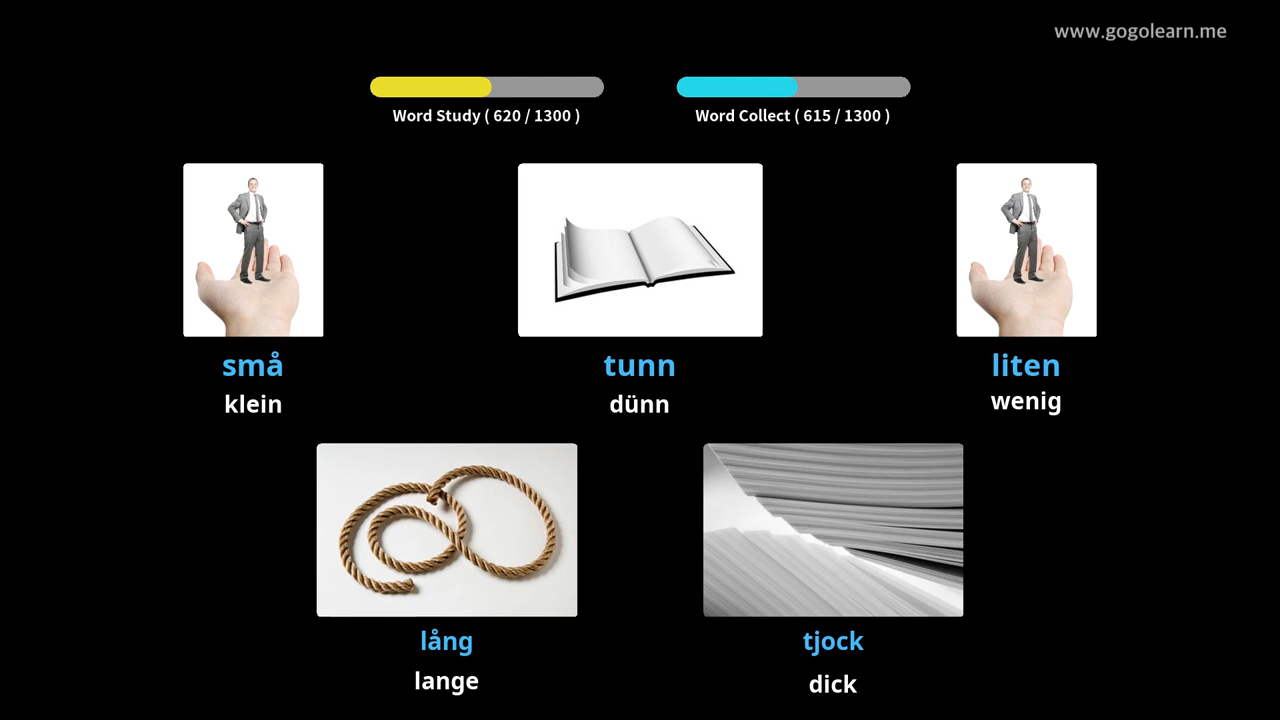 www.gogolearn.me
Word Study ( 620 / 1300 )
Word Collect ( 615 / 1300 )
små
klein
tunn
dünn
liten
wenig
lång
lange
tjock
dick